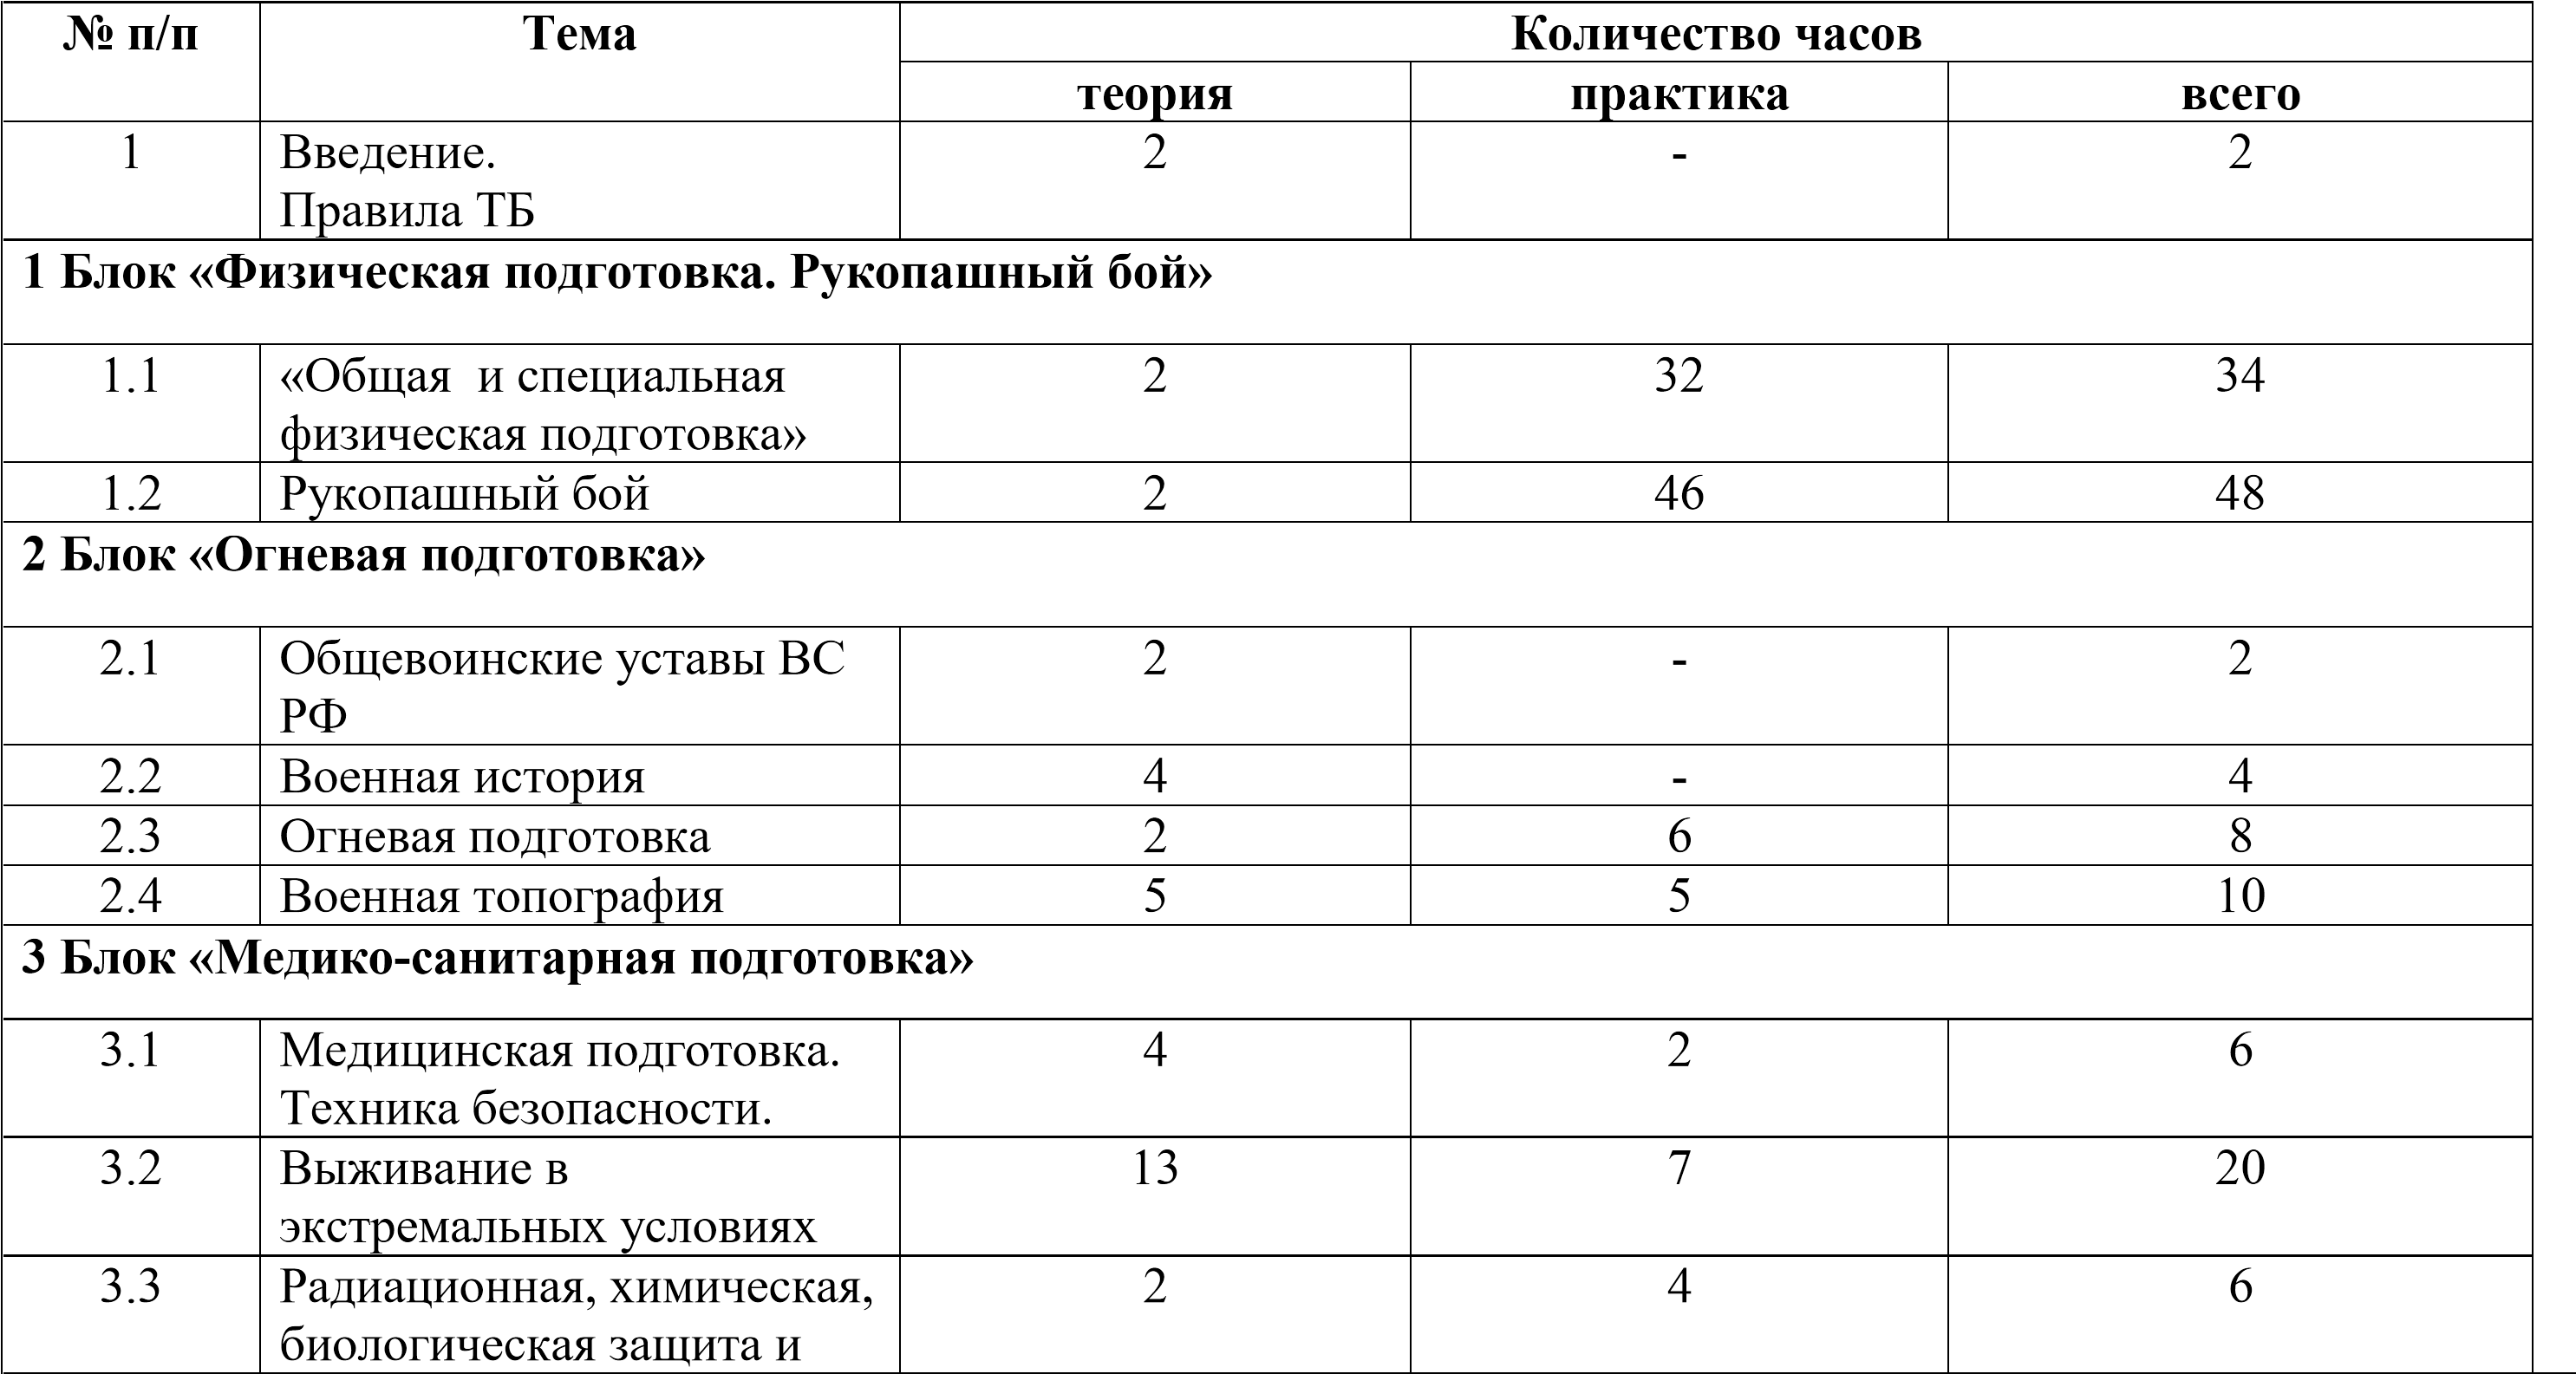 № п/п Тема Количество часов
теория практика всего
1 Введение. 2 - 2
Правила ТБ
1 Блок «Физическая подготовка. Рукопашный бой»
1.1 «Общая  и специальная 2 32 34
физическая подготовка»
1.2 Рукопашный бой 2 46 48
2 Блок «Огневая подготовка»
2.1 Общевоинские уставы ВС 2 - 2
РФ
2.2 Военная история 4 - 4
2.3 Огневая подготовка 2 6 8
2.4 Военная топография 5 5 10
3 Блок «Медико-санитарная подготовка»
3.1 Медицинская подготовка. 4 2 6
Техника безопасности.
3.2 Выживание в 13 7 20
экстремальных условиях
3.3 Радиационная, химическая, 2 4 6
биологическая защита и